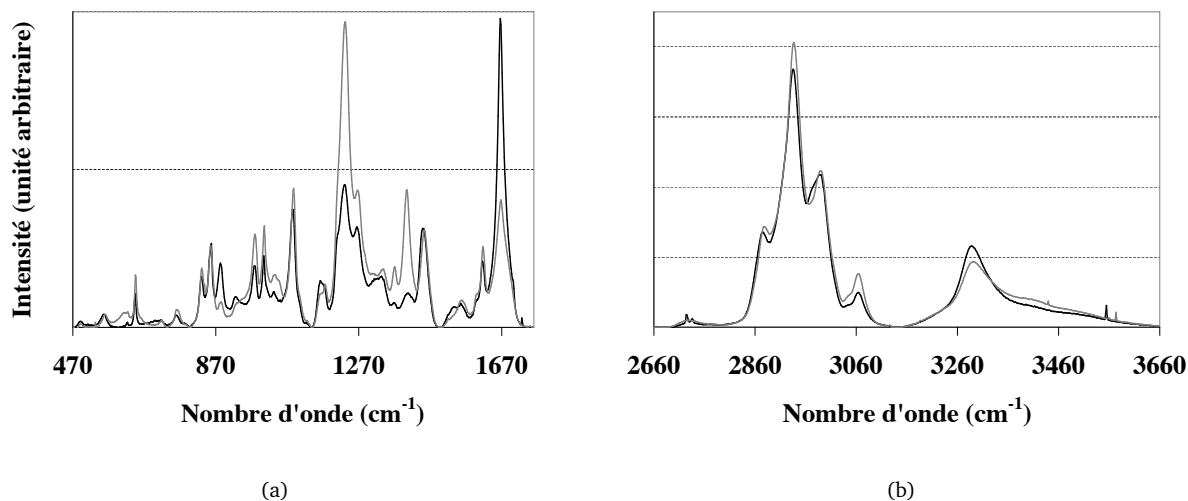 Intensité (unité arbitraire)
470 870 1270 1670
Nombre d'onde (cm-1)
(a)
2660 2860 3060 3260 3460 3660
Nombre d'onde (cm-1)
(b)